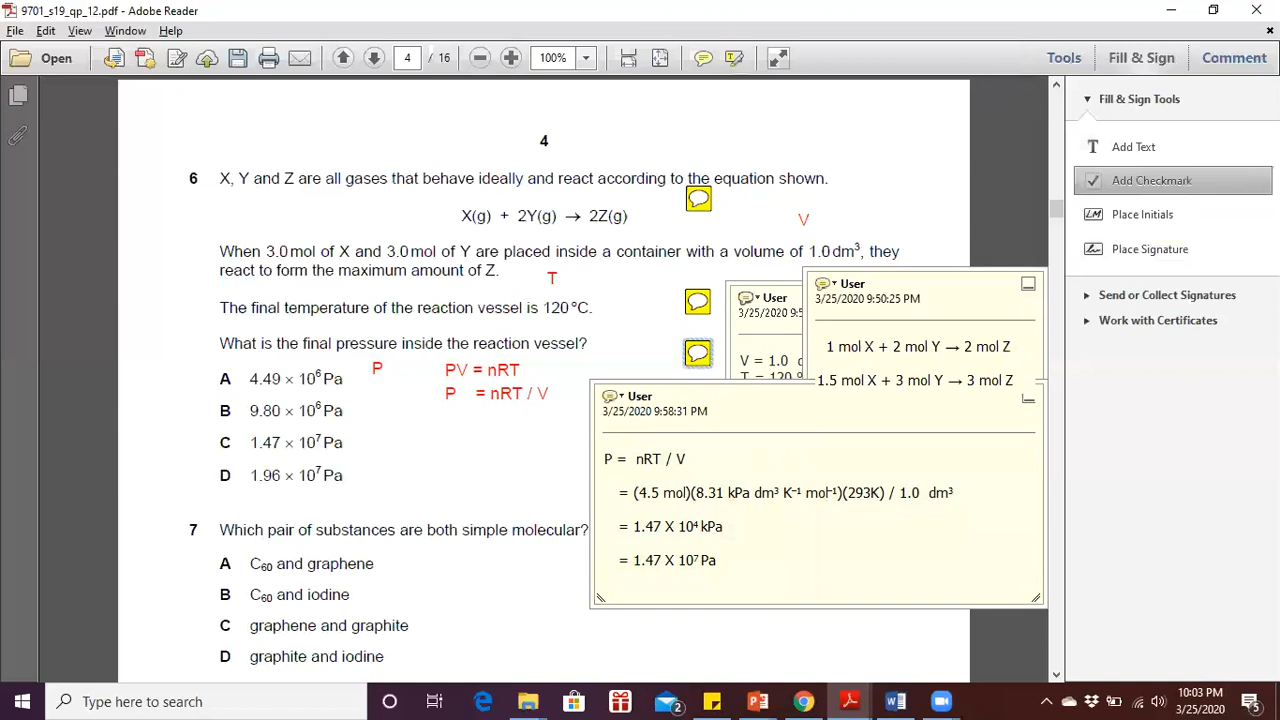 9701_s19_qp_12.pdf - Adobe Reader
File Edit View Window Help
Open 4 / 16 100% Tools Fill & Sign Comment
Fill & Sign Tools
Add Text
Add Checkmark
Place Initials
Place Signature
Send or Collect Signatures
Work with Certificates
4
6 X, Y and Z are all gases that behave ideally and react according to the equation shown.
X(g) + 2Y(g) → 2Z(g)
V
When 3.0 mol of X and 3.0 mol of Y are placed inside a container with a volume of 1.0 dm³, they
react to form the maximum amount of Z.
T
The final temperature of the reaction vessel is 120 °C.
What is the final pressure inside the reaction vessel?
P PV = nRT
P = nRT / V
A 4.49 × 10⁶ Pa
B 9.80 × 10⁶ Pa
C 1.47 × 10⁷ Pa
D 1.96 × 10⁷ Pa
User
3/25/2020 9:50:25 PM
1 mol X + 2 mol Y → 2 mol Z
1.5 mol X + 3 mol Y → 3 mol Z
User
3/25/2020 9:5
V = 1.0
T = 120
User
3/25/2020 9:58:31 PM
P = nRT / V
= (4.5 mol)(8.31 kPa dm³ K⁻¹ mol⁻¹)(293K) / 1.0 dm³
= 1.47 X 10⁴ kPa
= 1.47 X 10⁷ Pa
7 Which pair of substances are both simple molecular?
A C₆₀ and graphene
B C₆₀ and iodine
C graphene and graphite
D graphite and iodine
Type here to search
2
10:03 PM
3/25/2020
5